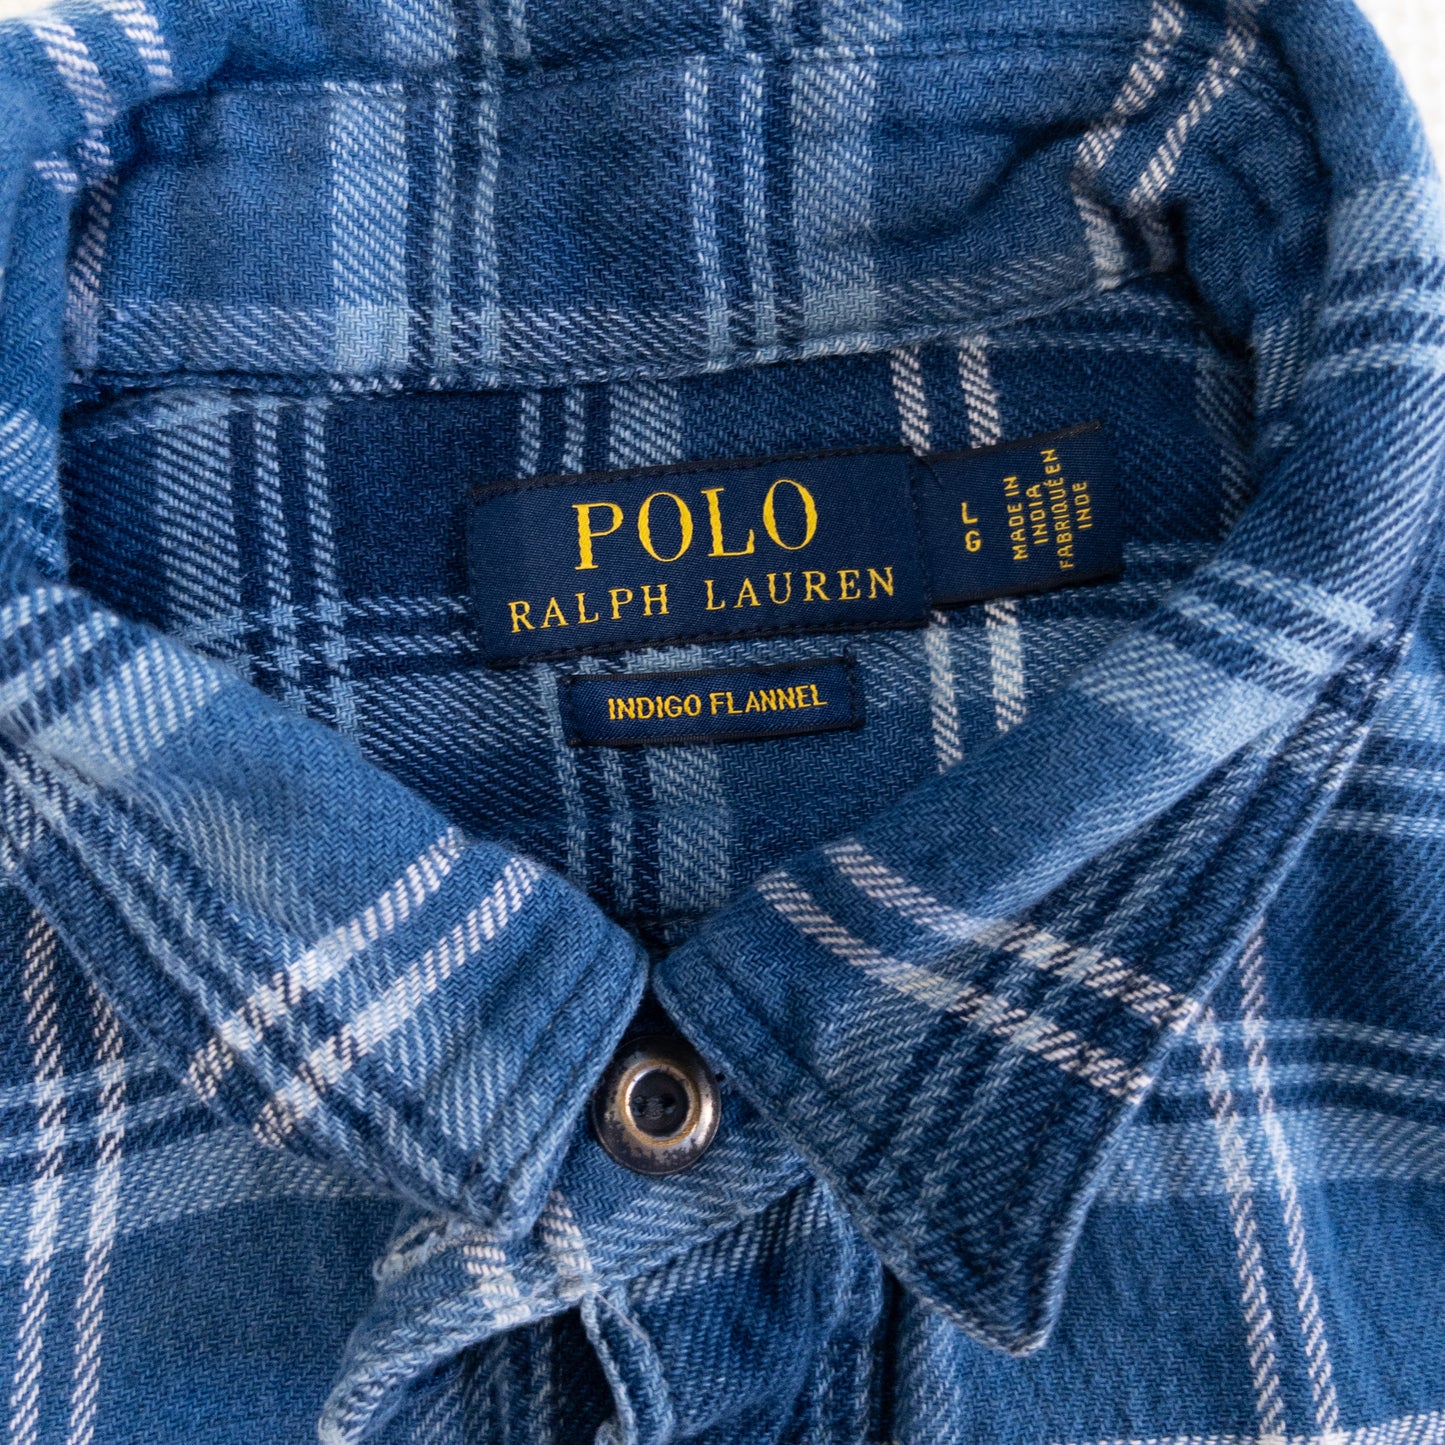 POLO
RALPH LAUREN
INDIGO FLANNEL
L
G
MADE IN
INDIA
FABRIQUÉ EN
INDE